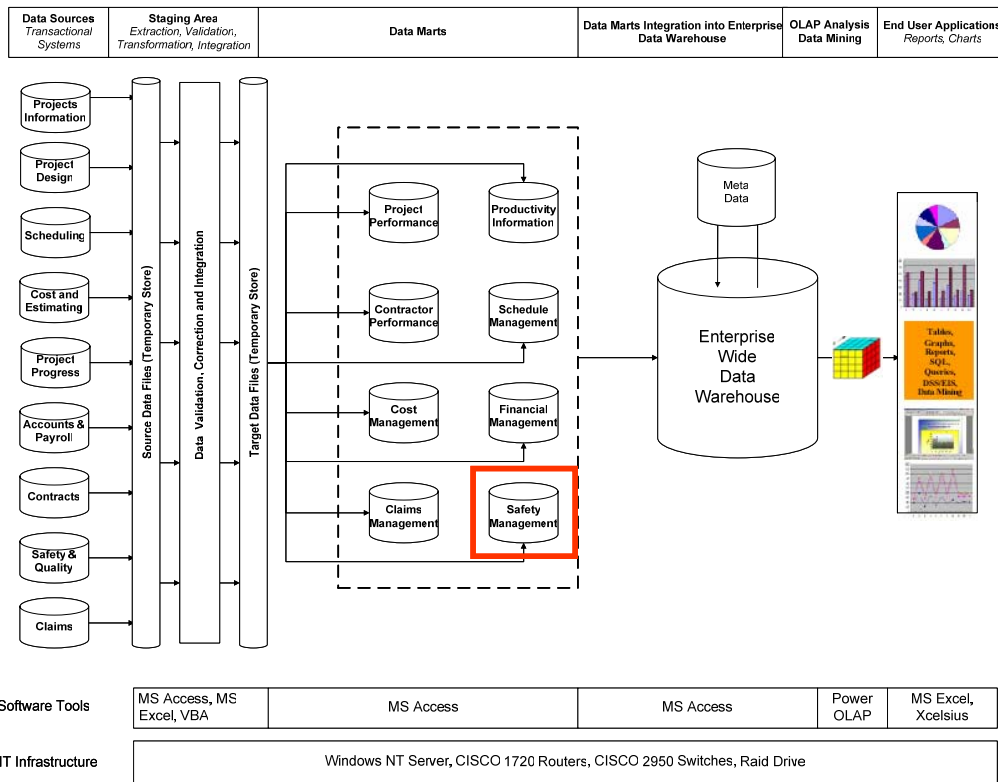 Data Sources
Transactional
Systems
Staging Area
Extraction, Validation,
Transformation, Integration
Data Marts
Data Marts Integration into Enterprise
Data Warehouse
OLAP Analysis
Data Mining
End User Applications
Reports, Charts
Projects
Information
Project
Design
Scheduling
Cost and
Estimating
Project
Progress
Accounts &
Payroll
Contracts
Safety &
Quality
Claims
Source Data Files (Temporary Store)
Data Validation, Correction and Integration
Target Data Files (Temporary Store)
Project
Performance
Productivity
Information
Contractor
Performance
Schedule
Management
Cost
Management
Financial
Management
Claims
Management
Safety
Management
Meta
Data
Enterprise
Wide
Data
Warehouse
Tables,
Graphs,
Reports,
SQL,
Queries,
DSS/EIS,
Data Mining
Software Tools
MS Access, MS
Excel, VBA
MS Access
MS Access
Power
OLAP
MS Excel,
Xcelsius
IT Infrastructure
Windows NT Server, CISCO 1720 Routers, CISCO 2950 Switches, Raid Drive